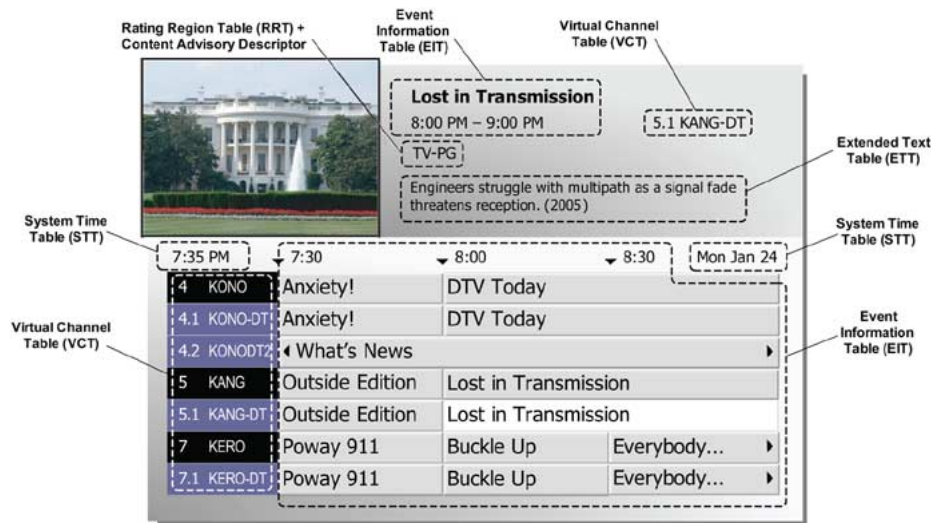 Event
Information
Table (EIT)
Rating Region Table (RRT) +
Content Advisory Descriptor
Virtual Channel
Table (VCT)
Lost in Transmission
8:00 PM – 9:00 PM
5.1 KANG-DT
TV-PG
Extended Text
Table (ETT)
Engineers struggle with multipath as a signal fade
threatens reception. (2005)
System Time
Table (STT)
System Time
Table (STT)
7:35 PM 7:30 8:00 8:30 Mon Jan 24
4 KONO Anxiety! DTV Today
4.1 KONO-DT Anxiety! DTV Today
Virtual Channel
Table (VCT)
Event
Information
Table (EIT)
4.2 KONODT2 What's News
5 KANG Outside Edition Lost in Transmission
5.1 KANG-DT Outside Edition Lost in Transmission
7 KERO Poway 911 Buckle Up Everybody...
7.1 KERO-DT Poway 911 Buckle Up Everybody...